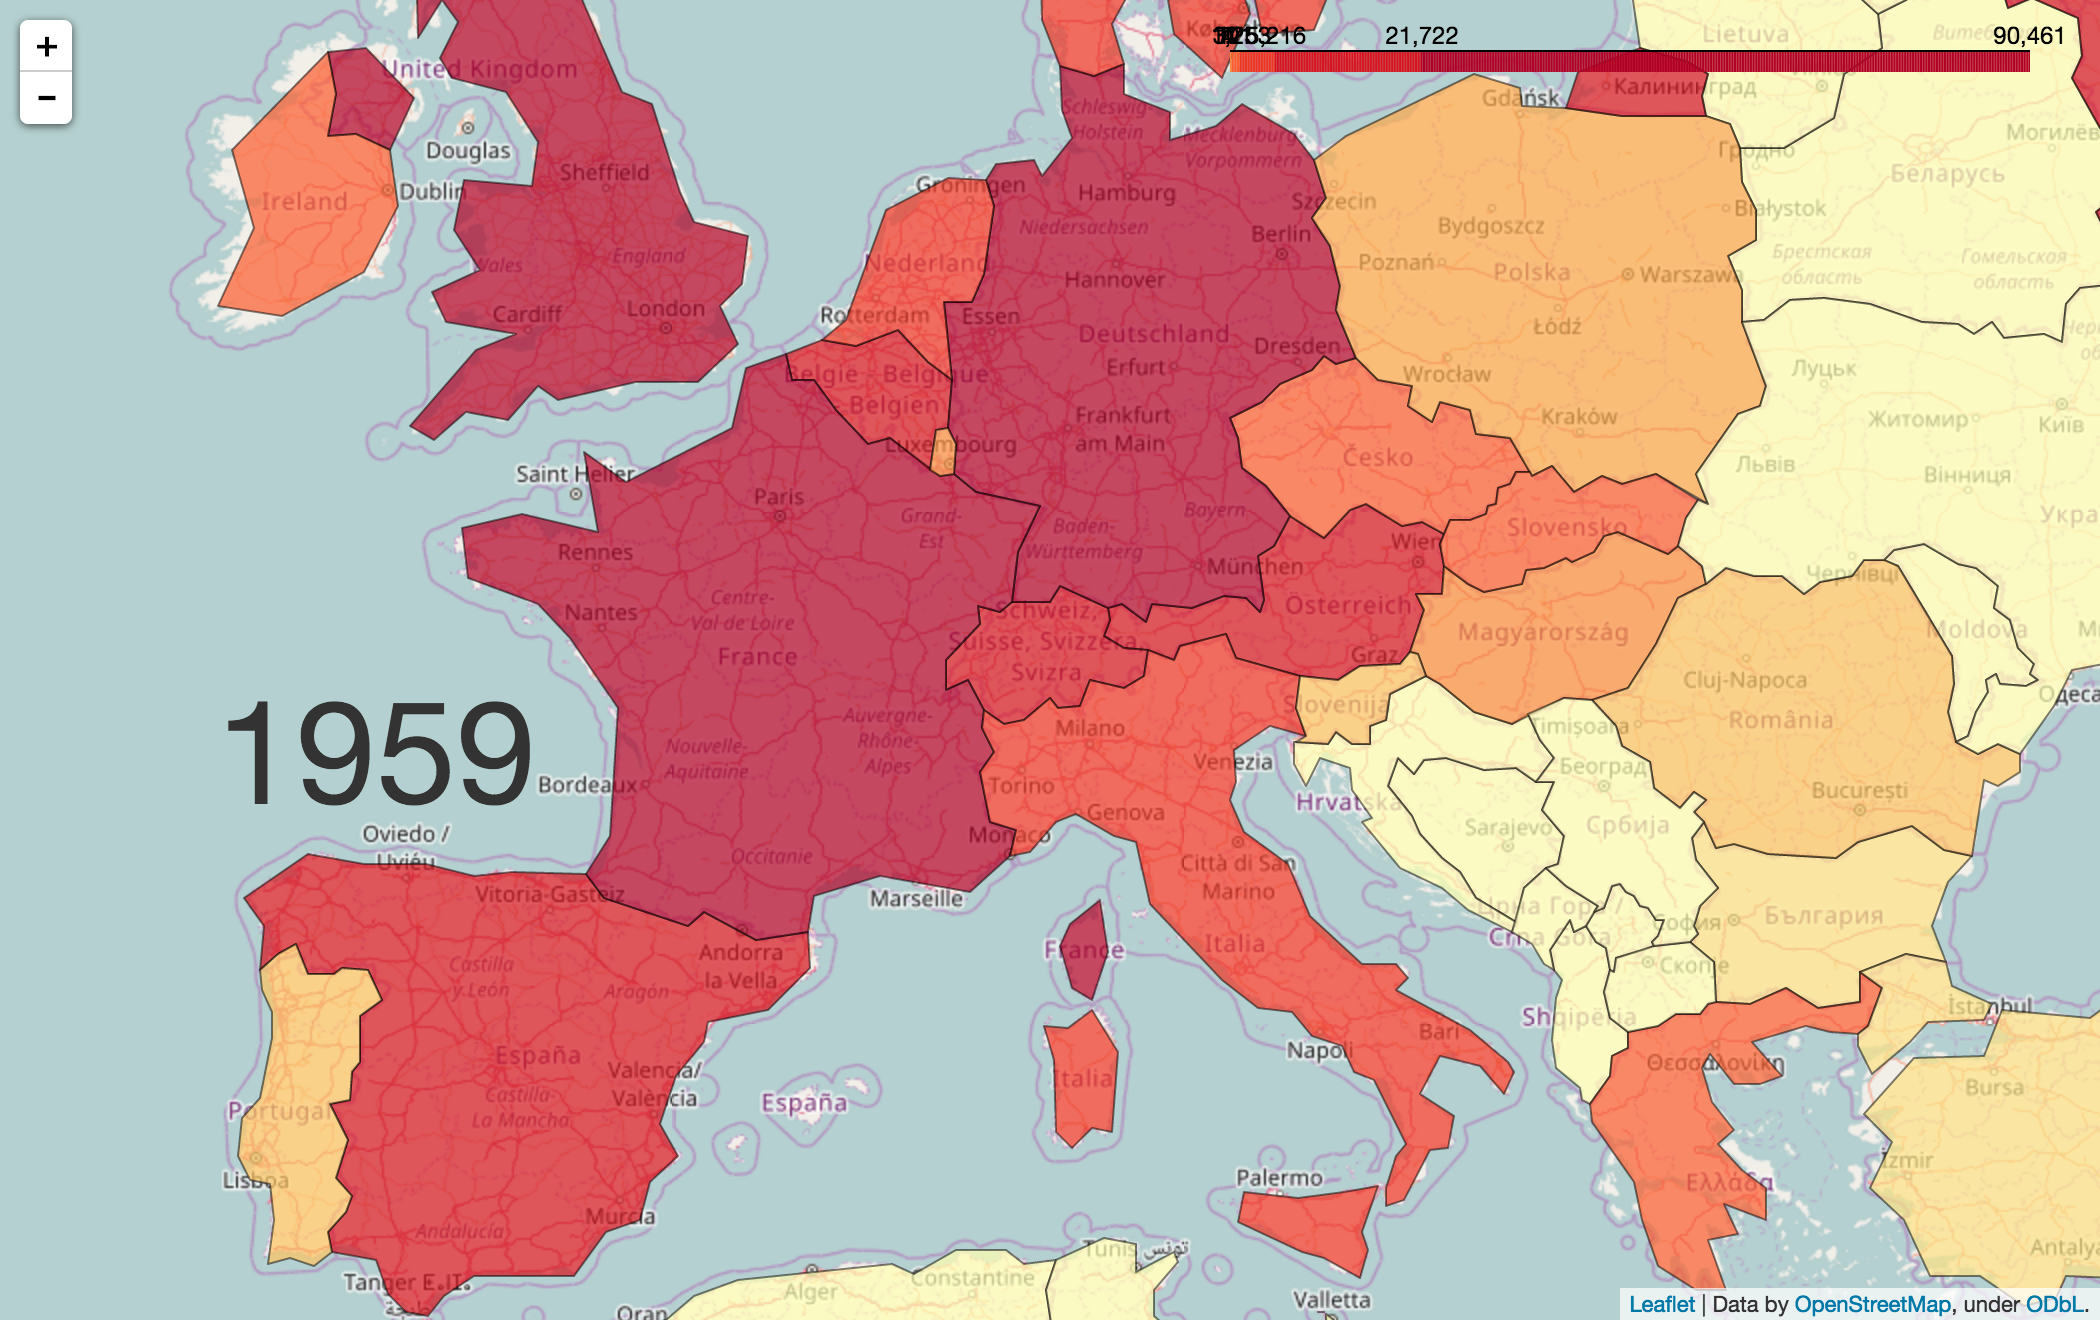 +
−
København
21,722
90,461
Lietuva
United Kingdom
Gdańsk
Калининград
Schleswig-
Holstein
Mecklenburg-
Vorpommern
Могилёв
Douglas
Гродно
Sheffield
Беларусь
Groningen
Hamburg
Dublin
Ireland
Szczecin
Białystok
Niedersachsen
Bydgoszcz
Berlin
England
Wales
Nederland
Poznań
Polska
Warszawa
Брестская
область
Гомельская
область
Hannover
Cardiff
London
Rotterdam
Essen
Łódź
Deutschland
Dresden
Erfurt
Wrocław
Луцьк
België - Belgique
Belgien
Frankfurt
am Main
Kraków
Житомир
Київ
Luxembourg
Česko
Львів
Вінниця
Saint Helier
Paris
Grand-
Est
Bayern
Baden-
Württemberg
Slovensko
Укра
Rennes
Wien
München
Чернівці
Centre-
Val de Loire
Nantes
Schweiz,
Suisse, Svizzera,
Svizra
Österreich
Magyarország
Moldova
France
Graz
Cluj-Napoca
Одеса
Slovenija
România
Auvergne-
Rhône-
Alpes
Milano
Timișoara
1959
Nouvelle-
Aquitaine
Venezia
Београд
Bordeaux
Torino
București
Hrvatska
Genova
Sarajevo
Србија
Oviedo /
Uviéu
Monaco
Occitanie
Città di San
Marino
Vitoria-Gasteiz
Marseille
Црна Гора /
Crna Gora
София
България
Andorra
la Vella
France
Italia
Castilla
y León
Aragón
Скопје
İstanbul
Shqipëria
Bari
Napoli
España
Θεσσαλονίκη
Valencia/
València
Italia
Bursa
Castilla-
La Mancha
España
Portugal
İzmir
Lisboa
Palermo
Ελλάδα
Murcia
Andalucía
Tunis تونس
Antalya
Tanger
Constantine
Alger
Oran
Valletta
Leaflet | Data by OpenStreetMap, under ODbL.